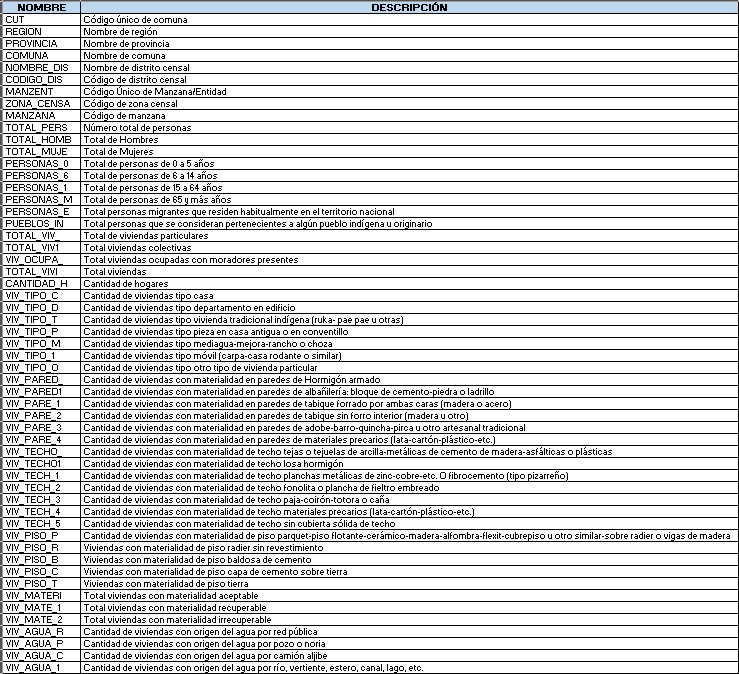 NOMBRE DESCRIPCIÓN
CUT Código único de comuna
REGION Nombre de región
PROVINCIA Nombre de provincia
COMUNA Nombre de comuna
NOMBRE_DIS Nombre de distrito censal
CODIGO_DIS Código de distrito censal
MANZENT Código Único de Manzana/Entidad
ZONA_CENSA Código de zona censal
MANZANA Código de manzana
TOTAL_PERS Número total de personas
TOTAL_HOMB Total de Hombres
TOTAL_MUJE Total de Mujeres
PERSONAS_0 Total de personas de 0 a 5 años
PERSONAS_6 Total de personas de 6 a 14 años
PERSONAS_1 Total de personas de 15 a 64 años
PERSONAS_M Total de personas de 65 y más años
PERSONAS_E Total personas migrantes que residen habitualmente en el territorio nacional
PUEBLOS_IN Total personas que se consideran pertenecientes a algún pueblo indígena u originario
TOTAL_VIV_ Total de viviendas particulares
TOTAL_VIV1 Total viviendas colectivas
VIV_OCUPA_ Total viviendas ocupadas con moradores presentes
TOTAL_VIVI Total viviendas
CANTIDAD_H Cantidad de hogares
VIV_TIPO_C Cantidad de viviendas tipo casa
VIV_TIPO_D Cantidad de viviendas tipo departamento en edificio
VIV_TIPO_T Cantidad de viviendas tipo vivienda tradicional indígena (ruka- pae pae u otras)
VIV_TIPO_P Cantidad de viviendas tipo pieza en casa antigua o en conventillo
VIV_TIPO_M Cantidad de viviendas tipo mediagua-mejora-rancho o choza
VIV_TIPO_1 Cantidad de viviendas tipo móvil (carpa-casa rodante o similar)
VIV_TIPO_O Cantidad de viviendas tipo otro tipo de vivienda particular
VIV_PARED_ Cantidad de viviendas con materialidad en paredes de Hormigón armado
VIV_PARED1 Cantidad de viviendas con materialidad en paredes de albañilería: bloque de cemento-piedra o ladrillo
VIV_PARE_1 Cantidad de viviendas con materialidad en paredes de tabique forrado por ambas caras (madera o acero)
VIV_PARE_2 Cantidad de viviendas con materialidad en paredes de tabique sin forro interior (madera u otro)
VIV_PARE_3 Cantidad de viviendas con materialidad en paredes de adobe-barro-quincha-pirca u otro artesanal tradicional
VIV_PARE_4 Cantidad de viviendas con materialidad en paredes de materiales precarios (lata-cartón-plástico-etc.)
VIV_TECHO_ Cantidad de viviendas con materialidad de techo tejas o tejuelas de arcilla-metálicas de cemento de madera-asfálticas o plásticas
VIV_TECHO1 Cantidad de viviendas con materialidad de techo losa hormigón
VIV_TECH_1 Cantidad de viviendas con materialidad de techo planchas metálicas de zinc-cobre-etc. O fibrocemento (tipo pizarreño)
VIV_TECH_2 Cantidad de viviendas con materialidad de techo fonolita o plancha de fieltro embreado
VIV_TECH_3 Cantidad de viviendas con materialidad de techo paja-coirón-totora o caña
VIV_TECH_4 Cantidad de viviendas con materialidad de techo materiales precarios (lata-cartón-plástico-etc.)
VIV_TECH_5 Cantidad de viviendas con materialidad de techo sin cubierta sólida de techo
VIV_PISO_P Cantidad de viviendas con materialidad de piso parquet-piso flotante-cerámico-madera-alfombra-flexit-cubrepiso u otro similar-sobre radier o vigas de madera
VIV_PISO_R Viviendas con materialidad de piso radier sin revestimiento
VIV_PISO_B Viviendas con materialidad de piso baldosa de cemento
VIV_PISO_C Viviendas con materialidad de piso capa de cemento sobre tierra
VIV_PISO_T Viviendas con materialidad de piso tierra
VIV_MATERI Total viviendas con materialidad aceptable
VIV_MATE_1 Total viviendas con materialidad recuperable
VIV_MATE_2 Total viviendas con materialidad irrecuperable
VIV_AGUA_R Cantidad de viviendas con origen del agua por red pública
VIV_AGUA_P Cantidad de viviendas con origen del agua por pozo o noria
VIV_AGUA_C Cantidad de viviendas con origen del agua por camión aljibe
VIV_AGUA_1 Cantidad de viviendas con origen del agua por río, vertiente, estero, canal, lago, etc.